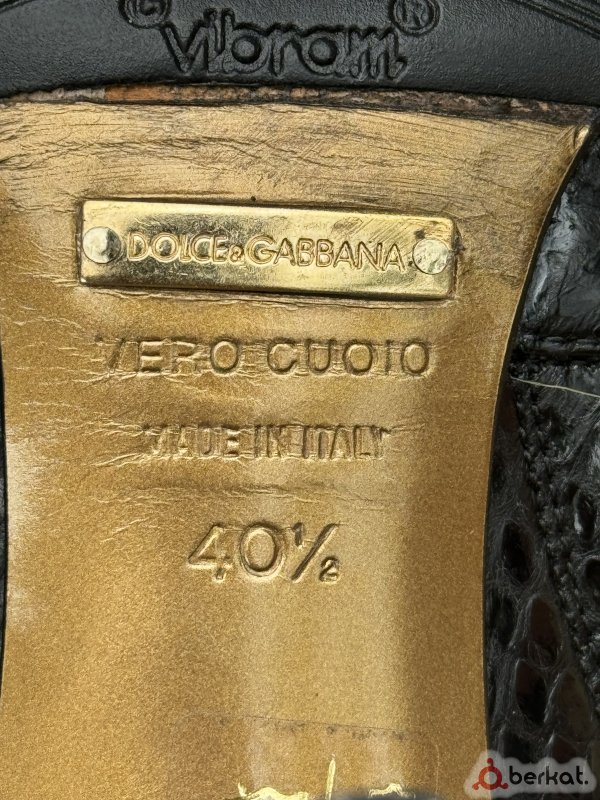 vibram®
DOLCE & GABBANA
VERO CUOIO
MADE IN ITALY
40½
berkat.